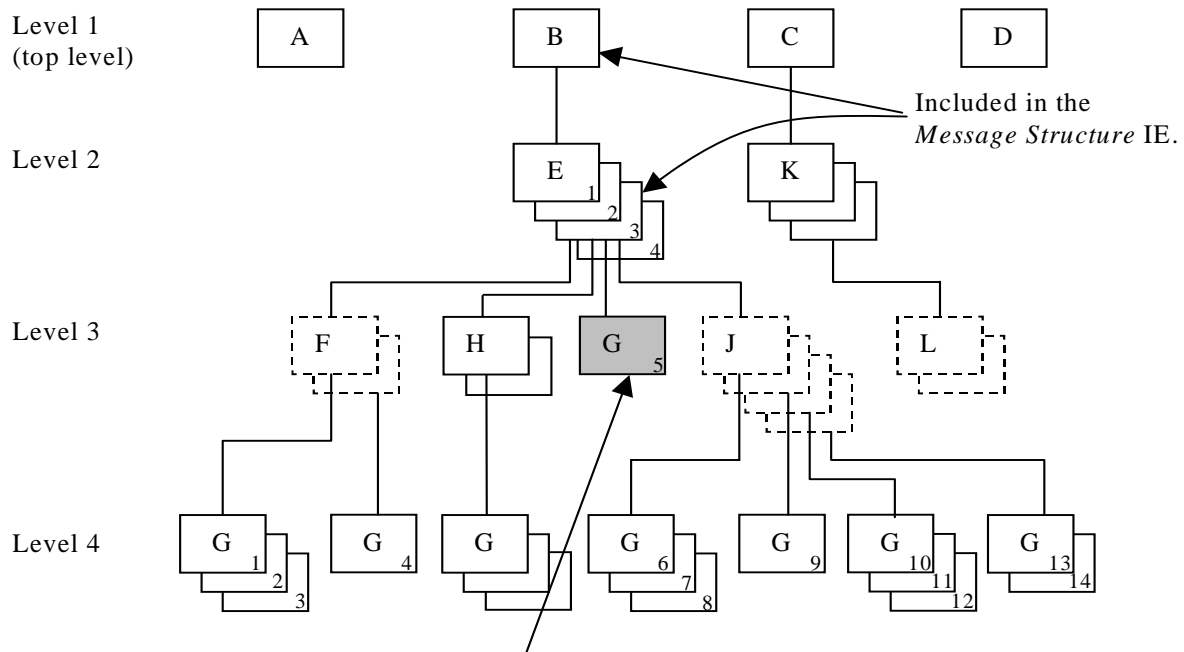 Level 1
(top level)
A
B
C
D
Included in the
Message Structure IE.
Level 2
E
1
2
3
4
K
Level 3
F
H
G
5
J
L
Level 4
G
1
2
3
G
4
G
G
6
7
8
G
9
G
10
11
12
G
13
14